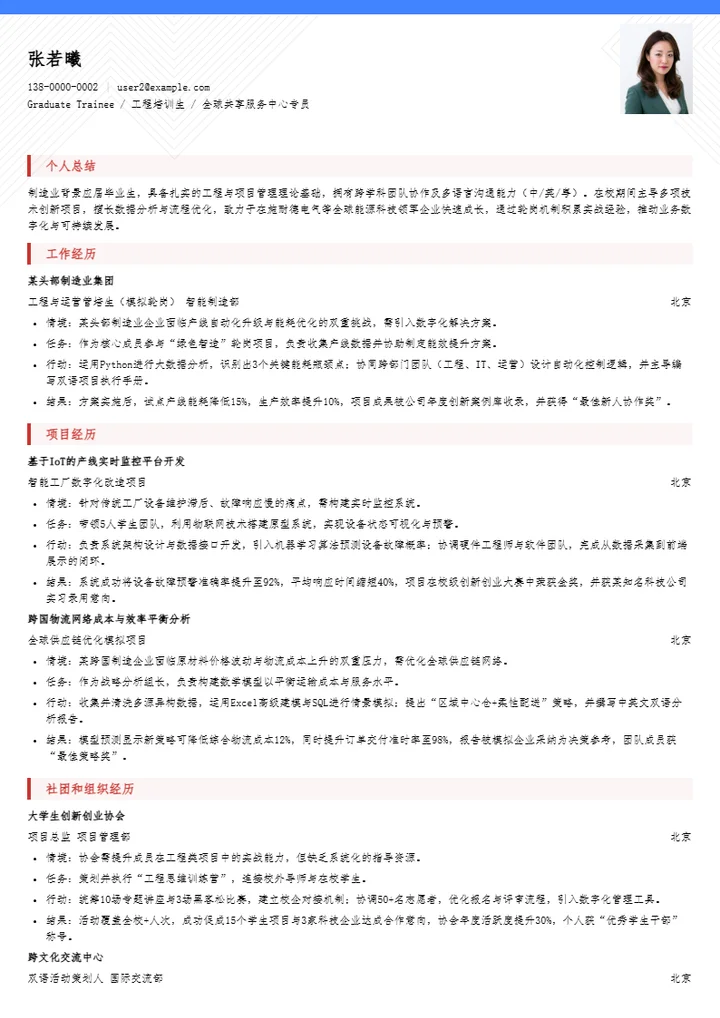 张若曦
138-0000-0002 | user2@example.com
Graduate Trainee / 工程培训生 / 全球共享服务中心专员
个人总结
制造业背景应届毕业生，具备扎实的工程与项目管理理论基础，拥有跨学科团队协作及多语言沟通能力（中/英/粤）。在校期间主导多项技
术创新项目，擅长数据分析与流程优化，致力于在施耐德电气等全球能源科技领军企业快速成长，通过轮岗机制积累实战经验，推动业务数
字化与可持续发展。
工作经历
某头部制造业集团
工程与运营管培生（模拟轮岗） 智能制造部 北京
• 情境：某头部制造业企业面临产线自动化升级与能耗优化的双重挑战，需引入数字化解决方案。
• 任务：作为核心成员参与“绿色智造”轮岗项目，负责收集产线数据并协助制定能效提升方案。
• 行动：运用Python进行大数据分析，识别出3个关键能耗瓶颈点；协同跨部门团队（工程、IT、运营）设计自动化控制逻辑，并主导编
写双语项目执行手册。
• 结果：方案实施后，试点产线能耗降低15%，生产效率提升10%，项目成果被公司年度创新案例库收录，并获得“最佳新人协作奖”。
项目经历
基于IoT的产线实时监控平台开发
智能工厂数字化改造项目 北京
• 情境：针对传统工厂设备维护滞后、故障响应慢的痛点，需构建实时监控系统。
• 任务：带领5人学生团队，利用物联网技术搭建原型系统，实现设备状态可视化与预警。
• 行动：负责系统架构设计与数据接口开发，引入机器学习算法预测设备故障概率；协调硬件工程师与软件团队，完成从数据采集到前端
展示的闭环。
• 结果：系统成功将设备故障预警准确率提升至92%，平均响应时间缩短40%，项目在校级创新创业大赛中荣获金奖，并获某知名科技公司
实习录用意向。
跨国物流网络成本与效率平衡分析
全球供应链优化模拟项目 北京
• 情境：某跨国制造企业面临原材料价格波动与物流成本上升的双重压力，需优化全球供应链网络。
• 任务：作为战略分析组长，负责构建数学模型以平衡运输成本与服务水平。
• 行动：收集并清洗多源异构数据，运用Excel高级建模与SQL进行情景模拟；提出“区域中心仓+柔性配送”策略，并撰写中英文双语分
析报告。
• 结果：模型预测显示新策略可降低综合物流成本12%，同时提升订单交付准时率至98%，报告被模拟企业采纳为决策参考，团队成员获
“最佳策略奖”。
社团和组织经历
大学生创新创业协会
项目总监 项目管理部 北京
• 情境：协会需提升成员在工程类项目中的实战能力，但缺乏系统化的指导资源。
• 任务：策划并执行“工程思维训练营”，连接校外导师与在校学生。
• 行动：统筹10场专题讲座与3场黑客松比赛，建立校企对接机制；协调50+名志愿者，优化报名与评审流程，引入数字化管理工具。
• 结果：活动覆盖全校+人次，成功促成15个学生项目与3家科技企业达成合作意向，协会年度活跃度提升30%，个人获“优秀学生干部”
称号。
跨文化交流中心
双语活动策划人 国际交流部 北京